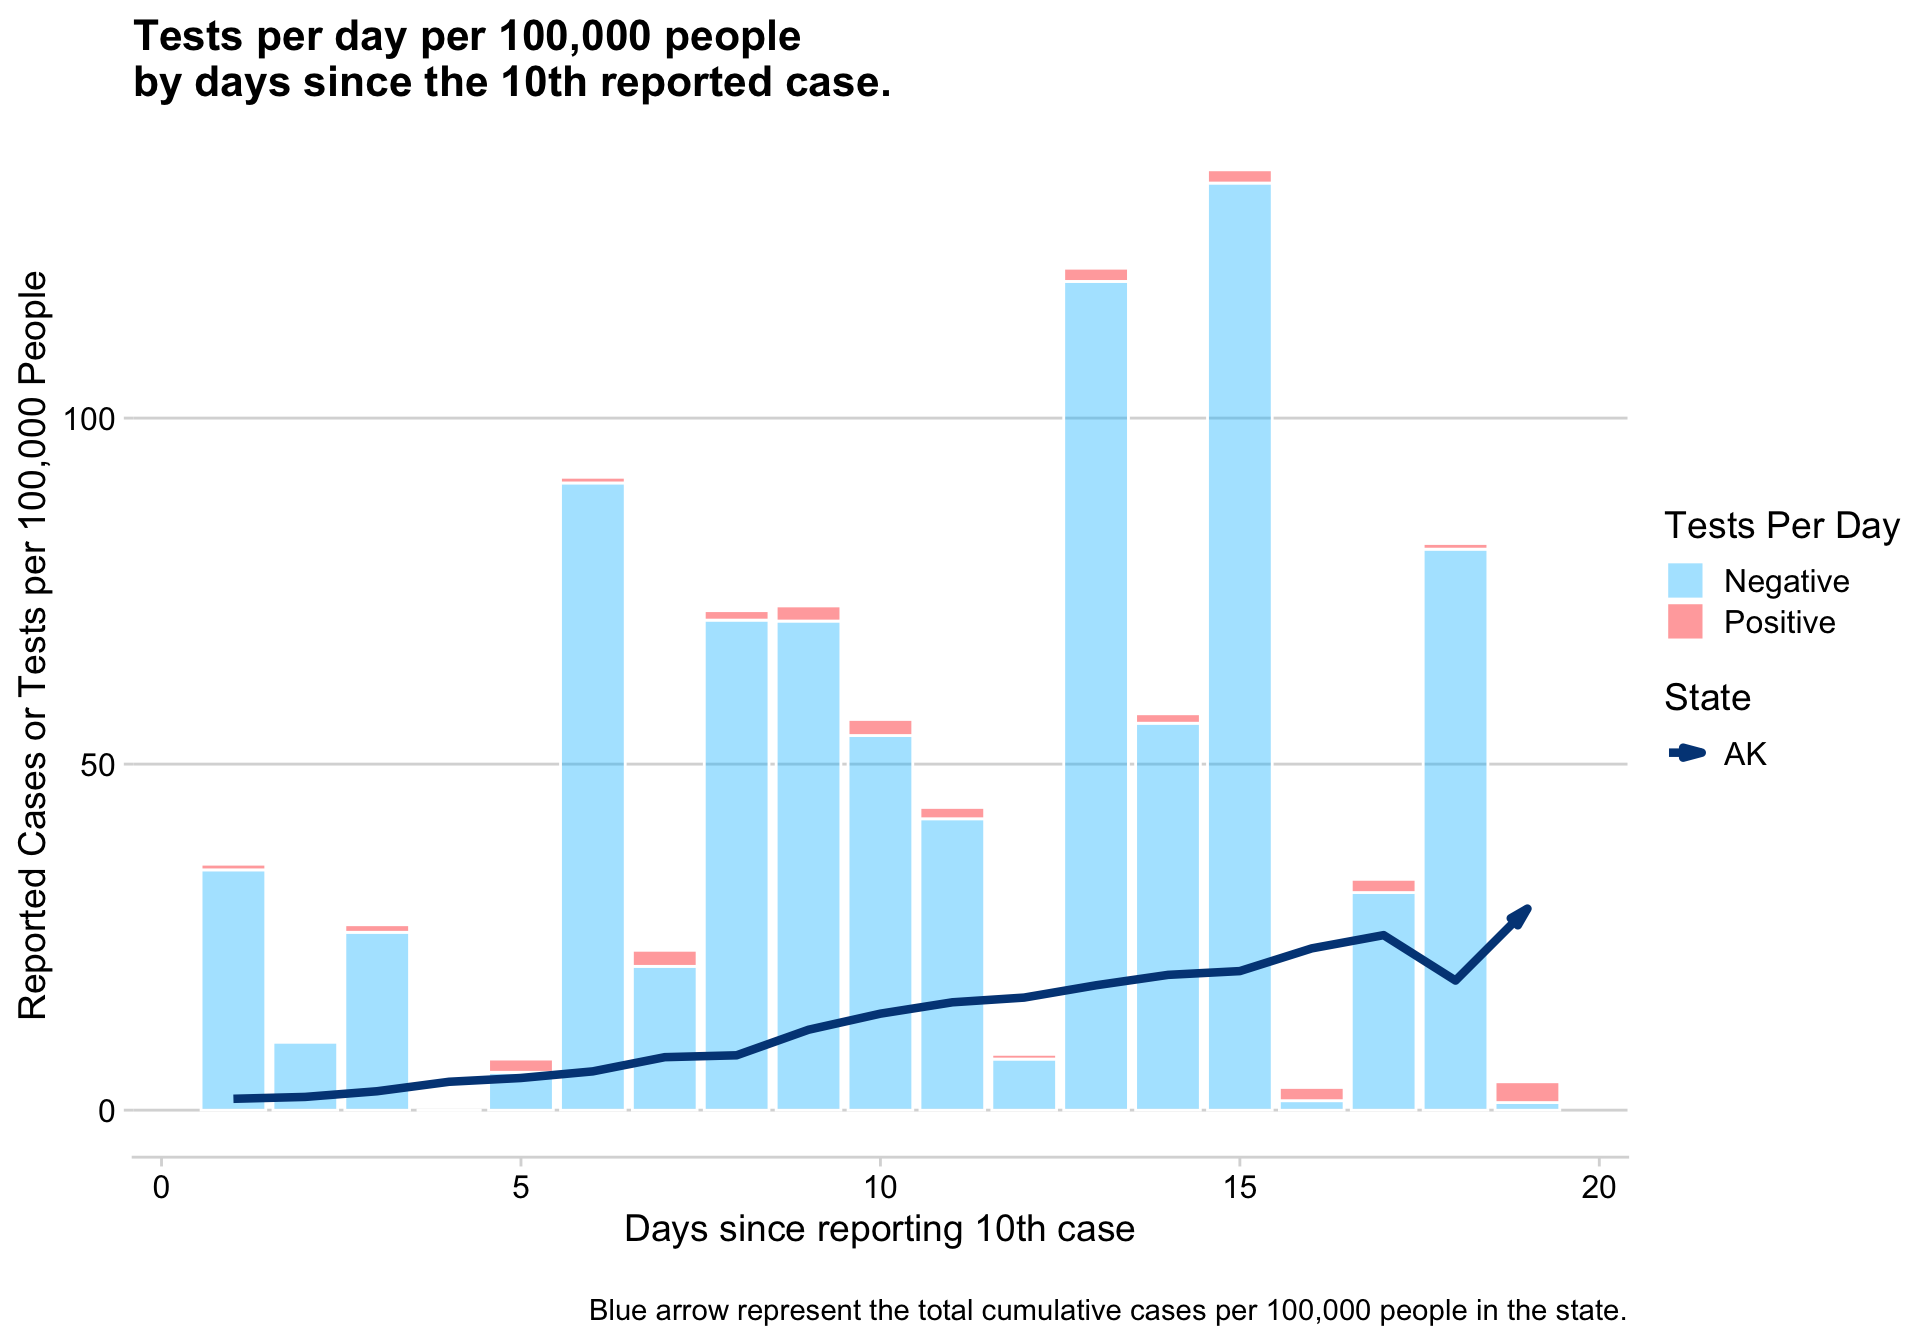 Tests per day per 100,000 people
by days since the 10th reported case.
Reported Cases or Tests per 100,000 People
100
50
0
0
5
10
15
20
Days since reporting 10th case
Tests Per Day
Negative
Positive
State
AK
Blue arrow represent the total cumulative cases per 100,000 people in the state.